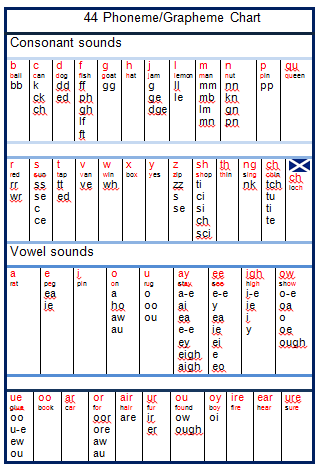 44 Phoneme/Grapheme Chart
Consonant sounds
b c d f g h j l m n p qu
ball can dog fish goat hat jam lemon man nut pin queen
bb k dd ff gg g ll mm nn pp
ck ed ph ge le mb kn
ch gh dge lm gn
lf mn pn
ft
r s t v w x y z sh th ng ch ch
red sun tap van win box yes zip shop thin sing loch
rr ss tt ve wh zz ti nk tch
wr se ed s ci tu
c se si ti
ce ch te
sci
Vowel sounds
a e i o u ay ee igh ow
rat peg pin on rug stay see high show
ea a o a-e e-e i-e o-e
ie ho oo ai y ie oa
aw ou ea ea i o
au e-e ie y oe
ey ei ough
eigh e
aigh eo
ue oo ar or air ur ou oy ire ear ure
glue book car for hair fur found boy fire hear sure
oo oor are ir ow oi
u-e ore er ough
ew aw
ou au